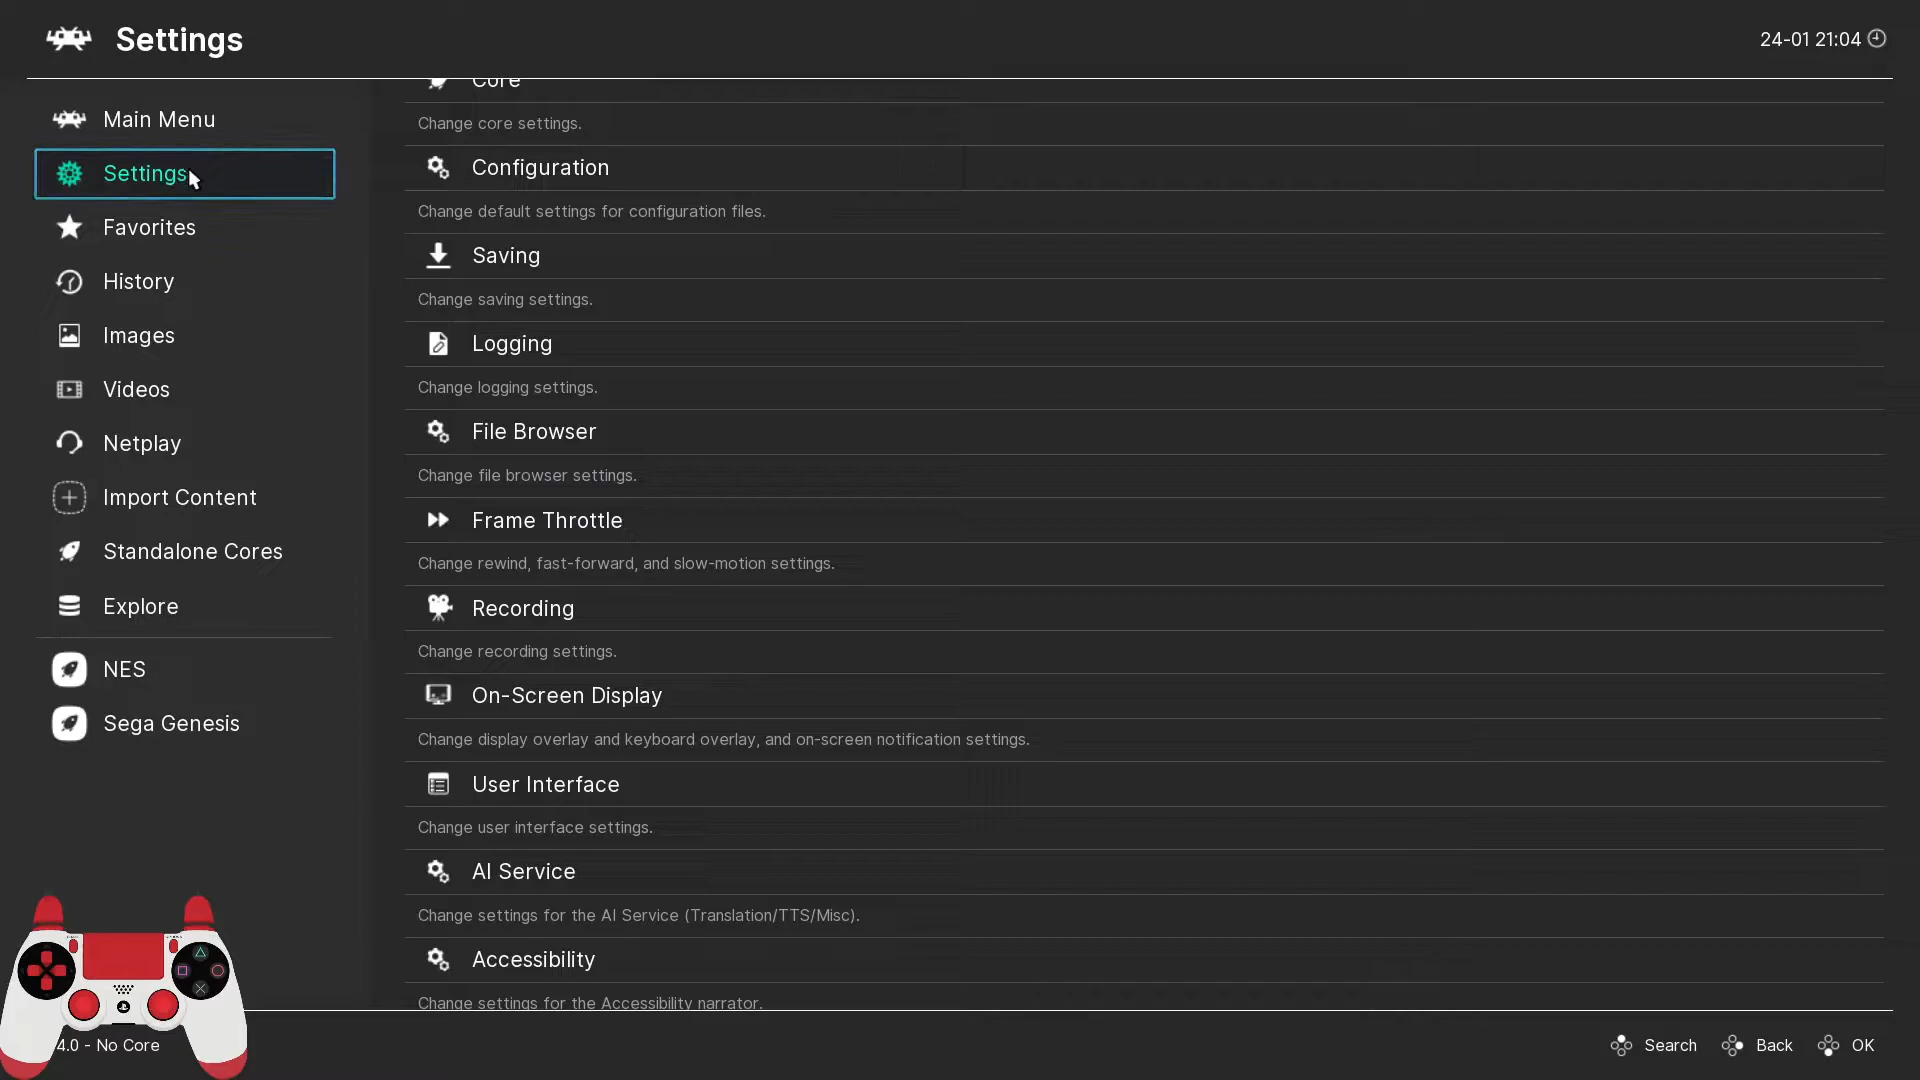 Settings
24-01 21:04
Main Menu
Settings
Favorites
History
Images
Videos
Netplay
Import Content
Standalone Cores
Explore
NES
Sega Genesis
Core
Change core settings.
Configuration
Change default settings for configuration files.
Saving
Change saving settings.
Logging
Change logging settings.
File Browser
Change file browser settings.
Frame Throttle
Change rewind, fast-forward, and slow-motion settings.
Recording
Change recording settings.
On-Screen Display
Change display overlay and keyboard overlay, and on-screen notification settings.
User Interface
Change user interface settings.
AI Service
Change settings for the AI Service (Translation/TTS/Misc).
Accessibility
Change settings for the Accessibility narrator.
4.0 - No Core
Search
Back
OK